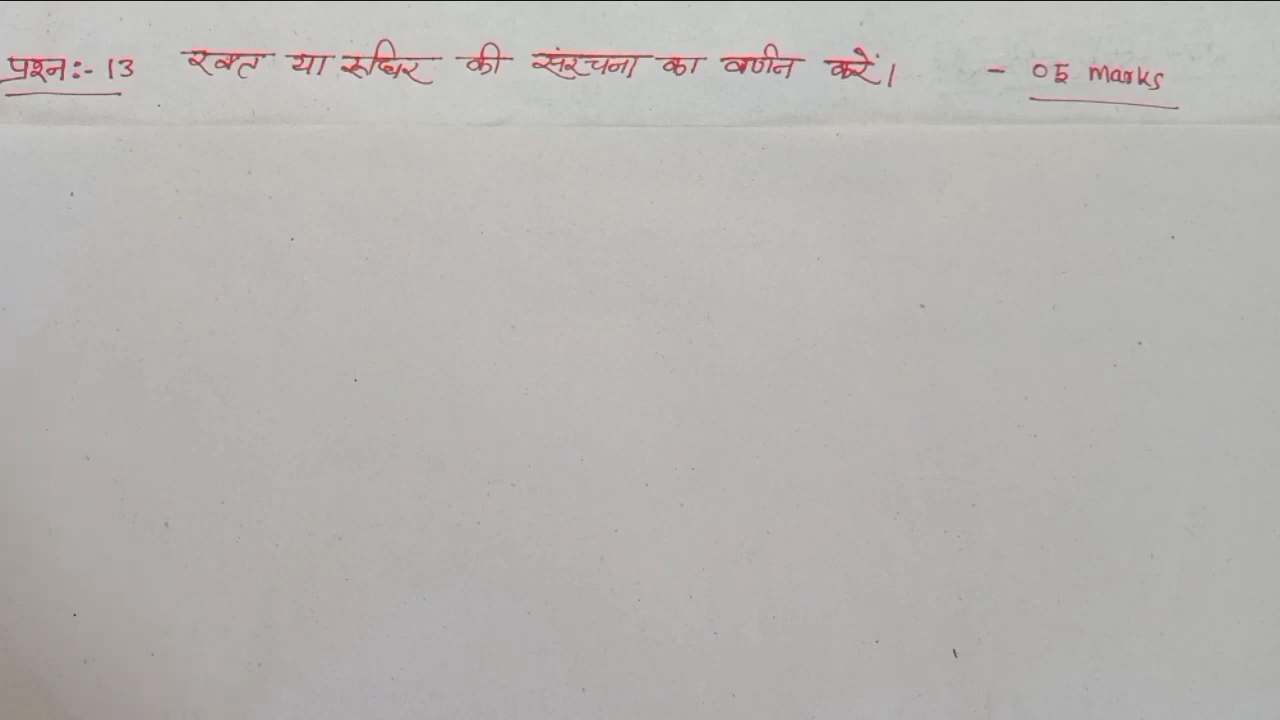 प्रश्न:- 13 रक्त या रुधिर की संरचना का वर्णन करें। - 05 Marks